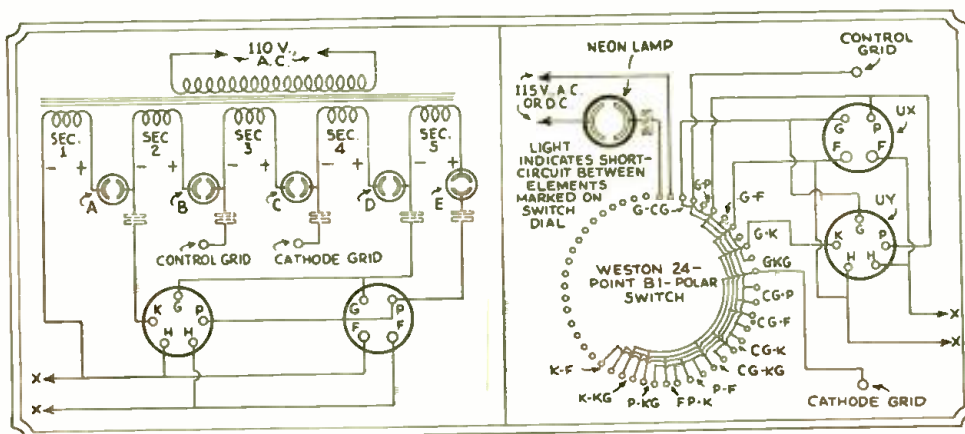 110 V.
A.C.
SEC. 1
SEC. 2
SEC. 3
SEC. 4
SEC. 5
- + - + - + - + - +
A
B
C
D
E
CONTROL GRID
CATHODE GRID
K G P H H
G P F F
X
X
NEON LAMP
115 V. A.C.
OR D C
LIGHT
INDICATES SHORT-
CIRCUIT BETWEEN
ELEMENTS
MARKED ON
SWITCH
DIAL
CONTROL
GRID
UX
G P
F F
UY
G
K P
H H
G-CG
G-P
G-F
G-K
GKG
CG-P
CG-F
CG-K
CG-KG
P-F
F P-K
P-KG
K-KG
K-F
WESTON 24-
POINT BI-POLAR
SWITCH
X
X
CATHODE GRID